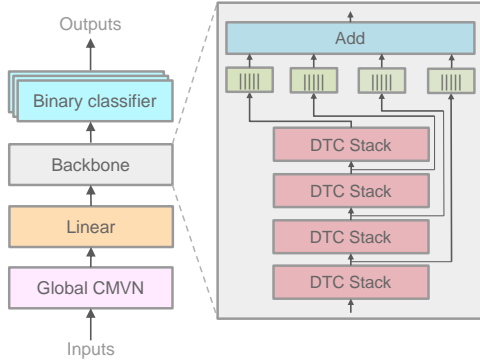 Outputs
Binary classifier
Backbone
Linear
Global CMVN
Inputs
Add
DTC Stack
DTC Stack
DTC Stack
DTC Stack